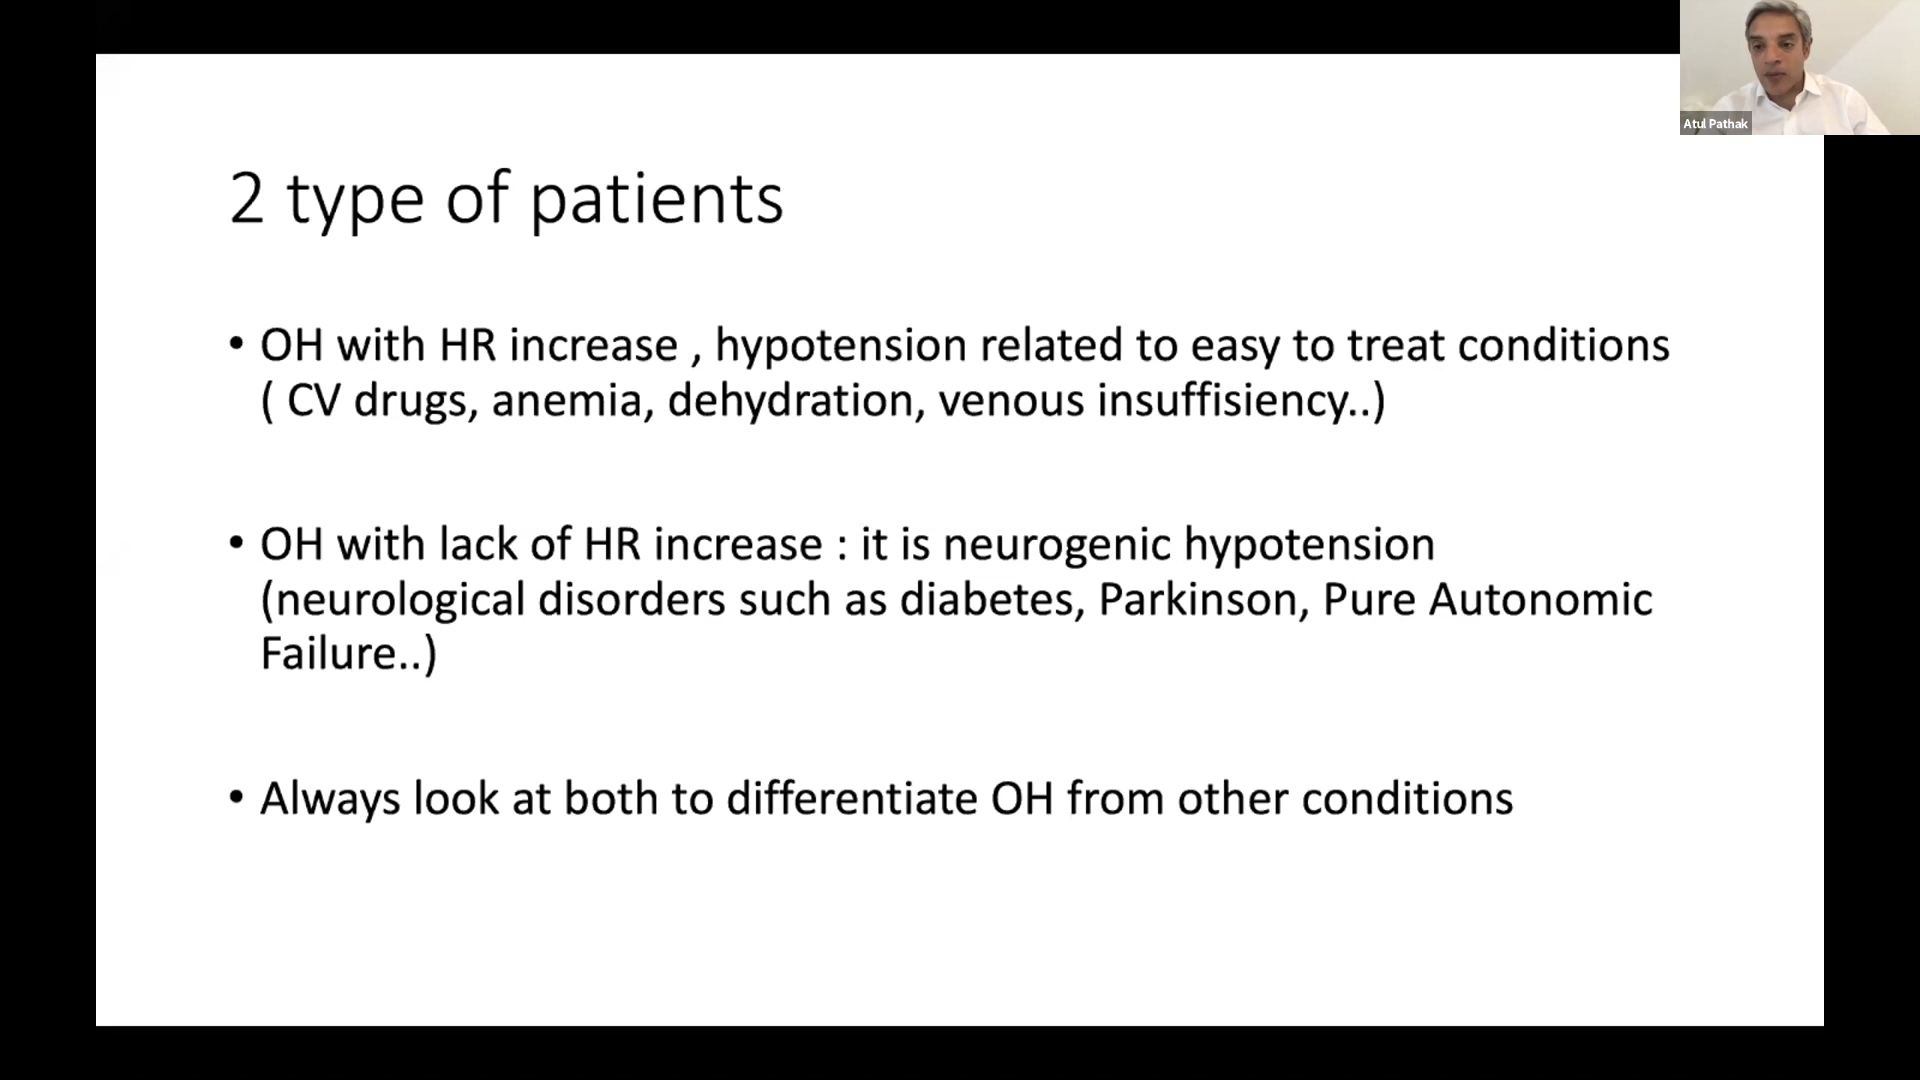 Atul Pathak
2 type of patients
• OH with HR increase , hypotension related to easy to treat conditions
( CV drugs, anemia, dehydration, venous insuffisiency..)
• OH with lack of HR increase : it is neurogenic hypotension
(neurological disorders such as diabetes, Parkinson, Pure Autonomic
Failure..)
• Always look at both to differentiate OH from other conditions